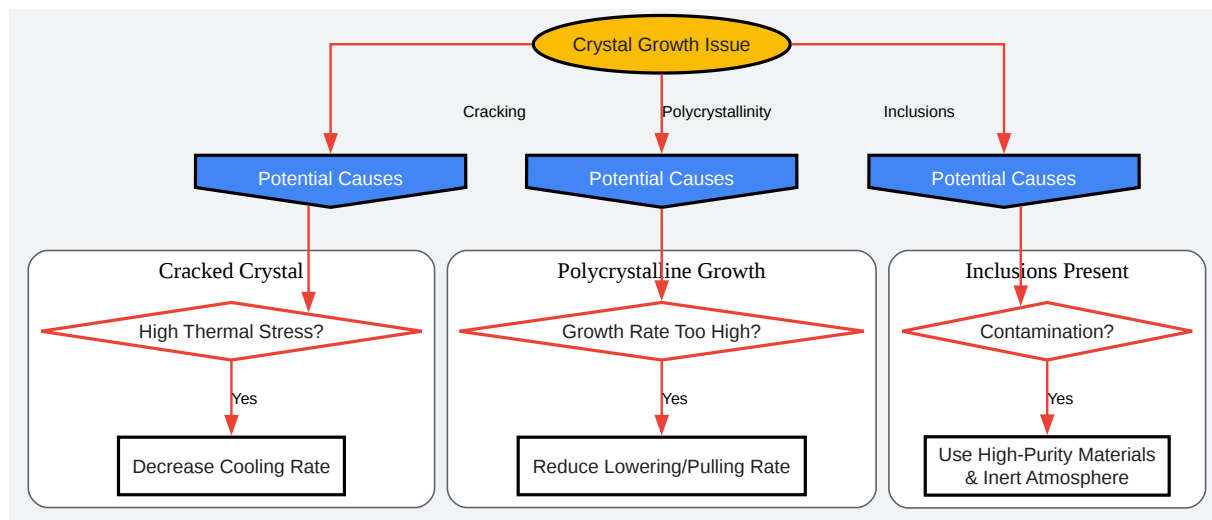 Crystal Growth Issue
Cracking
Polycrystallinity
Inclusions
Potential Causes
Potential Causes
Potential Causes
Cracked Crystal
Polycrystalline Growth
Inclusions Present
High Thermal Stress?
Growth Rate Too High?
Contamination?
Yes
Yes
Yes
Decrease Cooling Rate
Reduce Lowering/Pulling Rate
Use High-Purity Materials
& Inert Atmosphere